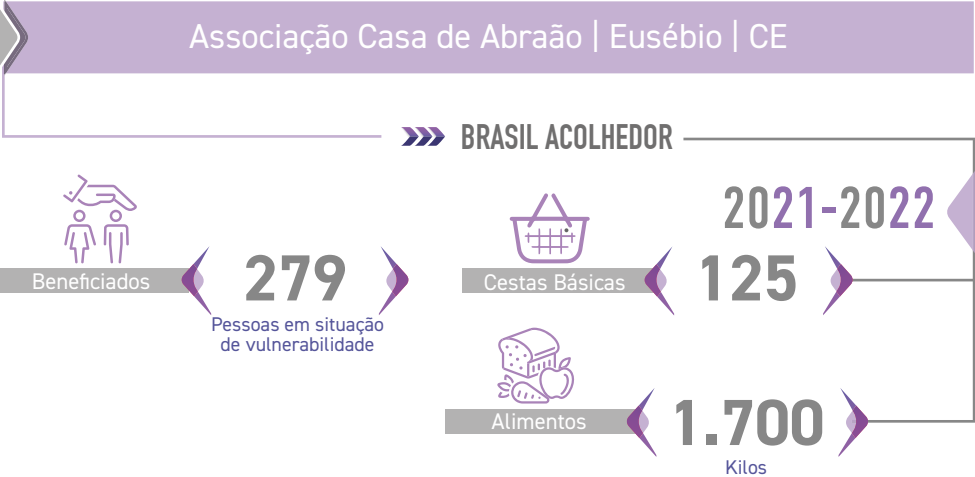 Associação Casa de Abraão | Eusébio | CE
BRASIL ACOLHEDOR
2021-2022
Beneficiados
279
Pessoas em situação
de vulnerabilidade
Cestas Básicas
125
Alimentos
1.700
Kilos